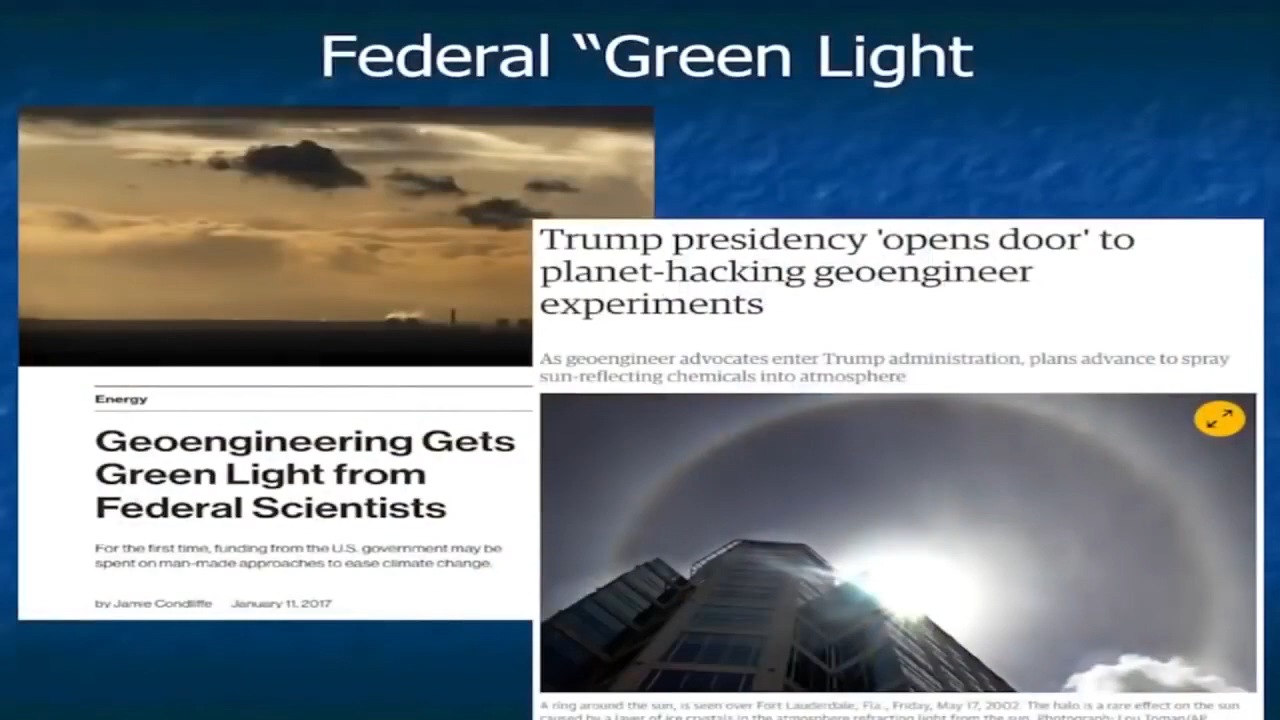 Federal “Green Light
Energy
Geoengineering Gets
Green Light from
Federal Scientists
For the first time, funding from the U.S. government may be
spent on man-made approaches to ease climate change.
by Jamie Condliffe January 11, 2017
Trump presidency 'opens door' to
planet-hacking geoengineer
experiments
As geoengineer advocates enter Trump administration, plans advance to spray
sun-reflecting chemicals into atmosphere
A ring around the sun, is seen over Fort Lauderdale, Fla., Friday, May 17, 2002. The halo is a rare effect on the sun
caused by a layer of ice crystals in the atmosphere refracting light from the sun. Photograph: Lou Toman/AP